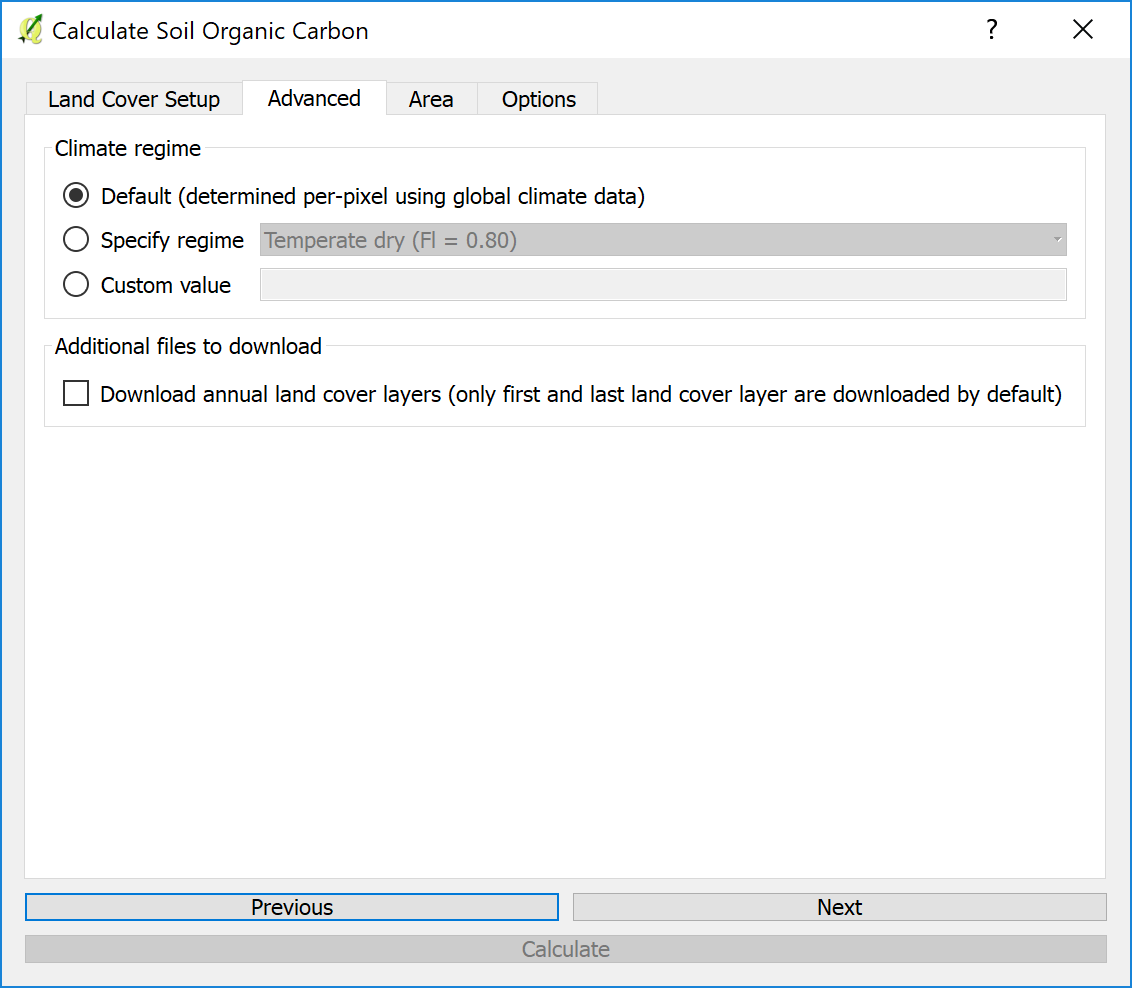 Calculate Soil Organic Carbon ?
Land Cover Setup Advanced Area Options
Climate regime
Default (determined per-pixel using global climate data)
Specify regime Temperate dry (Fl = 0.80)
Custom value
Additional files to download
Download annual land cover layers (only first and last land cover layer are downloaded by default)
Previous Next
Calculate